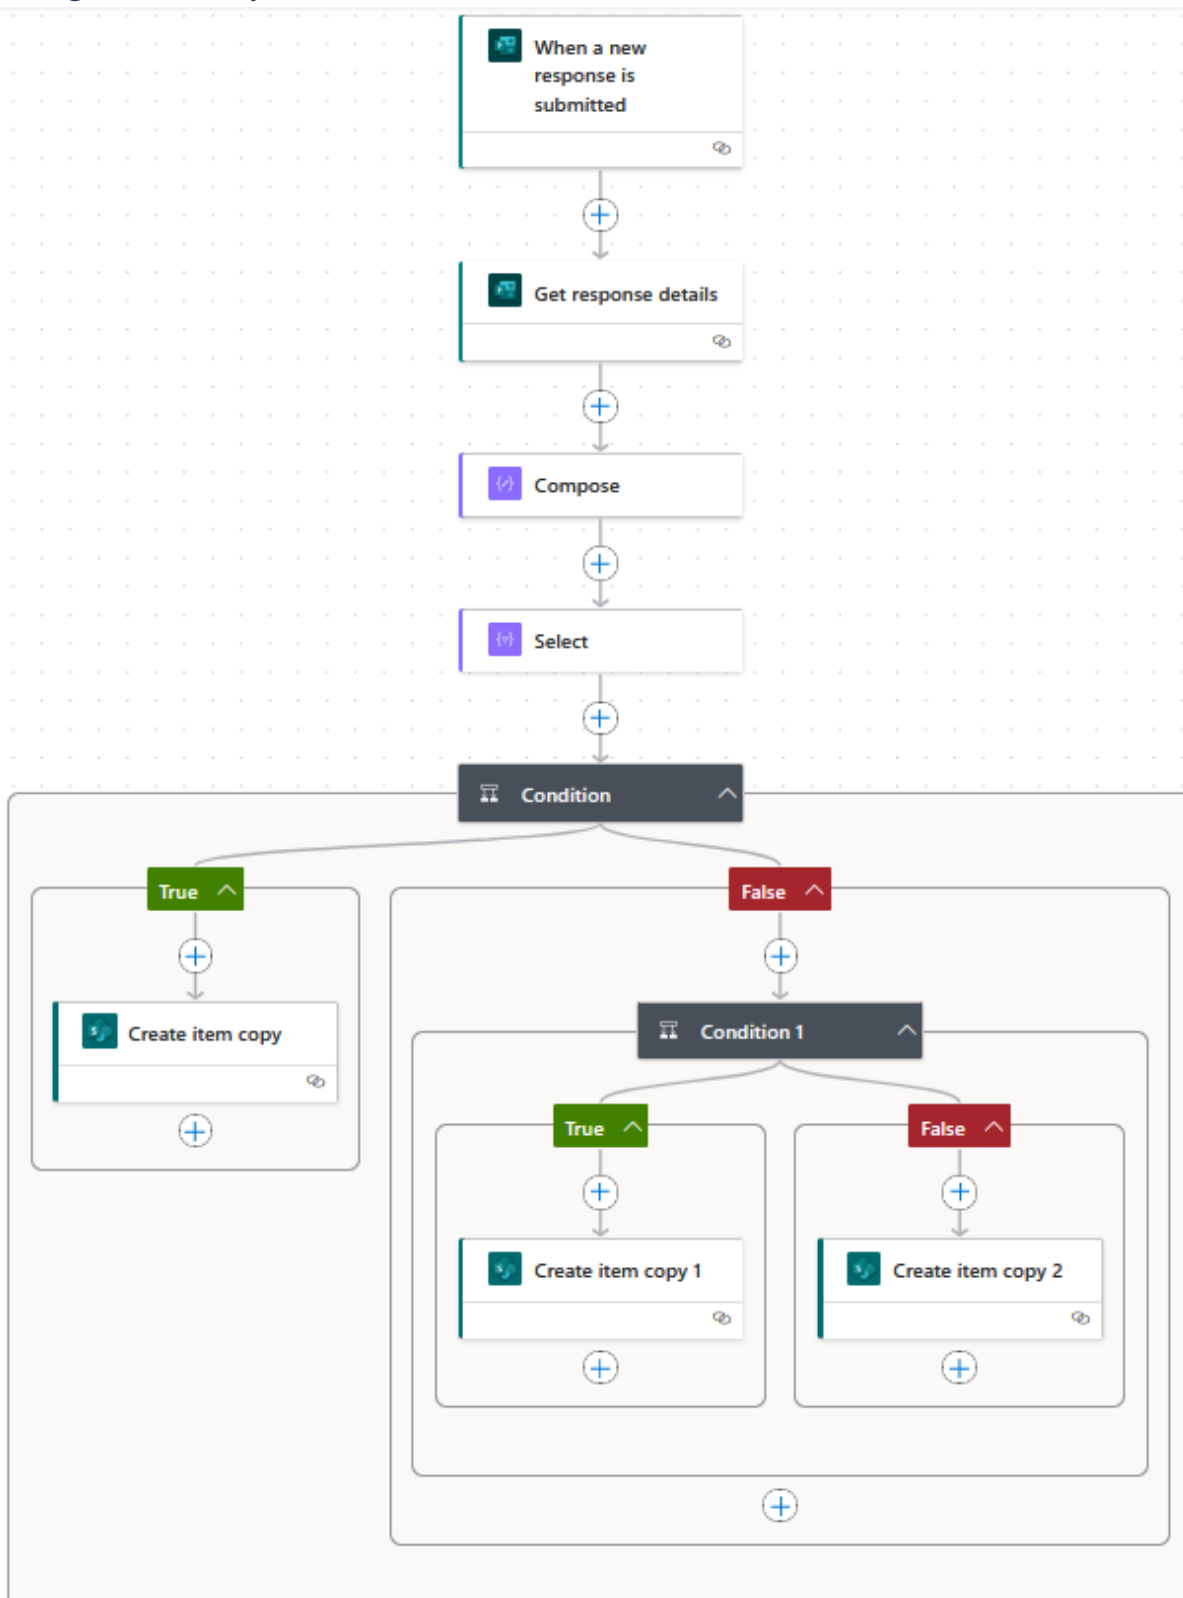 When a new
response is
submitted
Get response details
Compose
Select
Condition
True
False
Create item copy
Condition 1
True
False
Create item copy 1
Create item copy 2